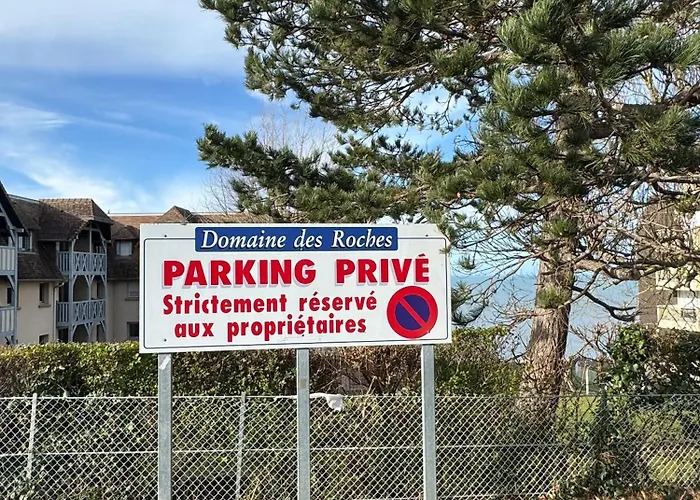 Domaine des Roches
PARKING PRIVÉ
Strictement réservé
aux propriétaires